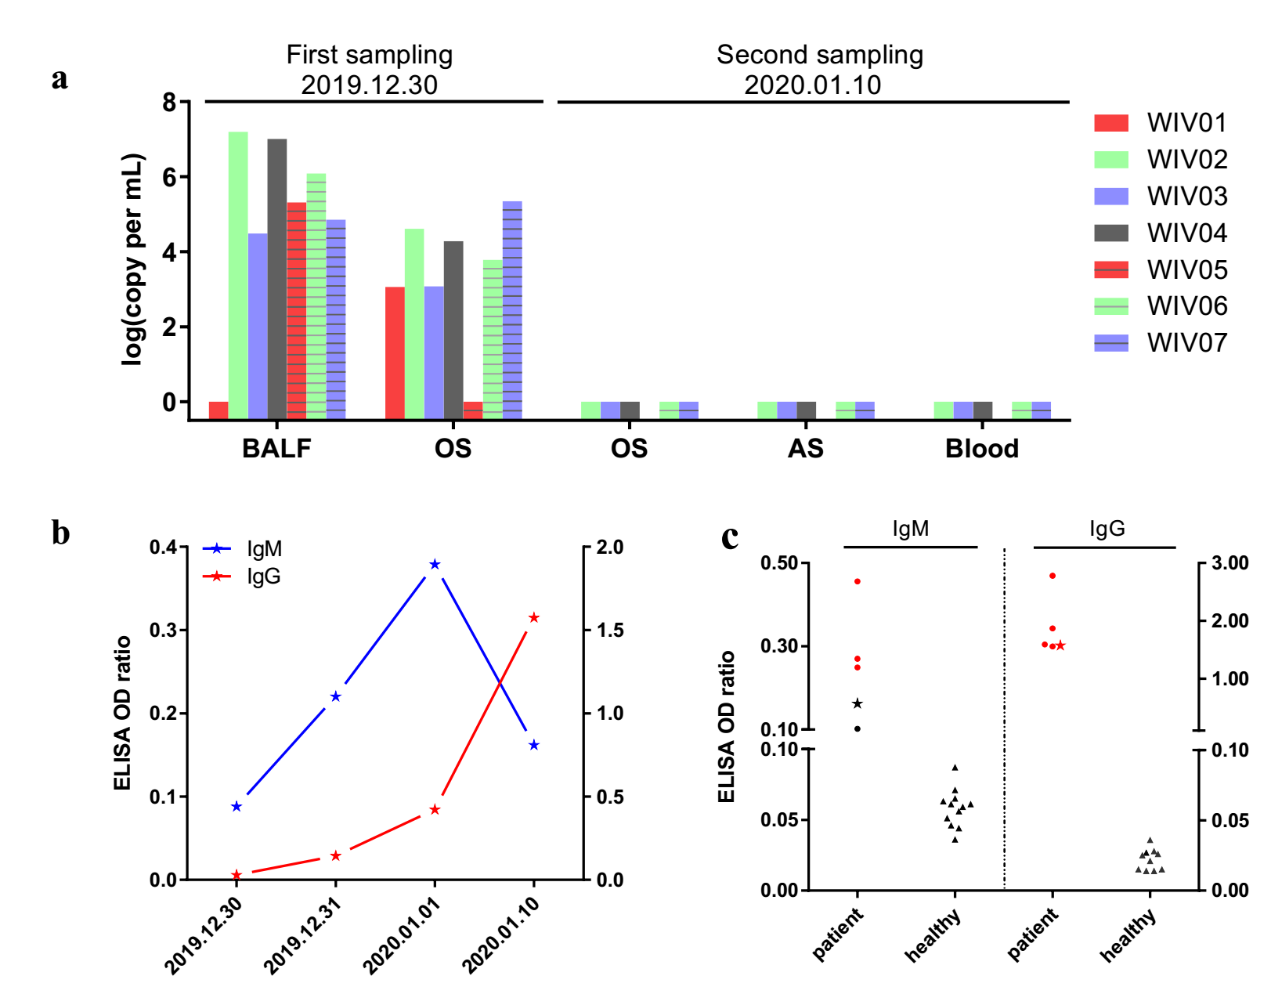 a
First sampling
2019.12.30
Second sampling
2020.01.10
log(copy per mL)
8
6
4
2
0
BALF
OS
OS
AS
Blood
WIV01
WIV02
WIV03
WIV04
WIV05
WIV06
WIV07
b
IgM
IgG
ELISA OD ratio
0.4
0.3
0.2
0.1
0.0
2.0
1.5
1.0
0.5
0.0
2019.12.30
2019.12.31
2020.01.01
2020.01.10
c
IgM
IgG
ELISA OD ratio
0.50
0.30
0.10
0.10
0.05
0.00
3.00
2.00
1.00
0.10
0.05
0.00
patient
healthy
patient
healthy